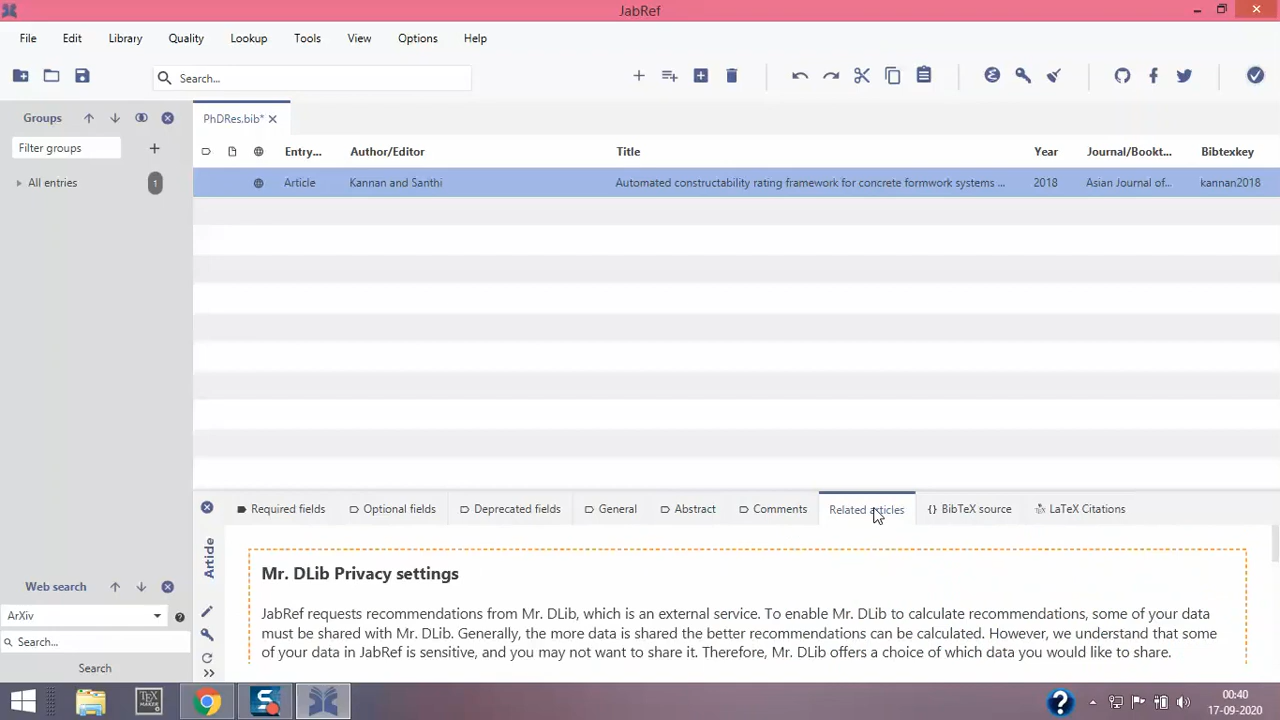 JabRef
File Edit Library Quality Lookup Tools View Options Help
Search...
Groups
PhDRes.bib*
Filter groups
Entry... Author/Editor Title Year Journal/Bookt... Bibtexkey
All entries 1
Article Kannan and Santhi Automated constructability rating framework for concrete formwork systems ... 2018 Asian Journal of... kannan2018
Required fields Optional fields Deprecated fields General Abstract Comments Related articles {} BibTeX source LaTeX Citations
Article
Mr. DLib Privacy settings
JabRef requests recommendations from Mr. DLib, which is an external service. To enable Mr. DLib to calculate recommendations, some of your data
must be shared with Mr. DLib. Generally, the more data is shared the better recommendations can be calculated. However, we understand that some
of your data in JabRef is sensitive, and you may not want to share it. Therefore, Mr. DLib offers a choice of which data you would like to share.
Web search
ArXiv
Search...
Search
TEX
MAKER
00:40
17-09-2020